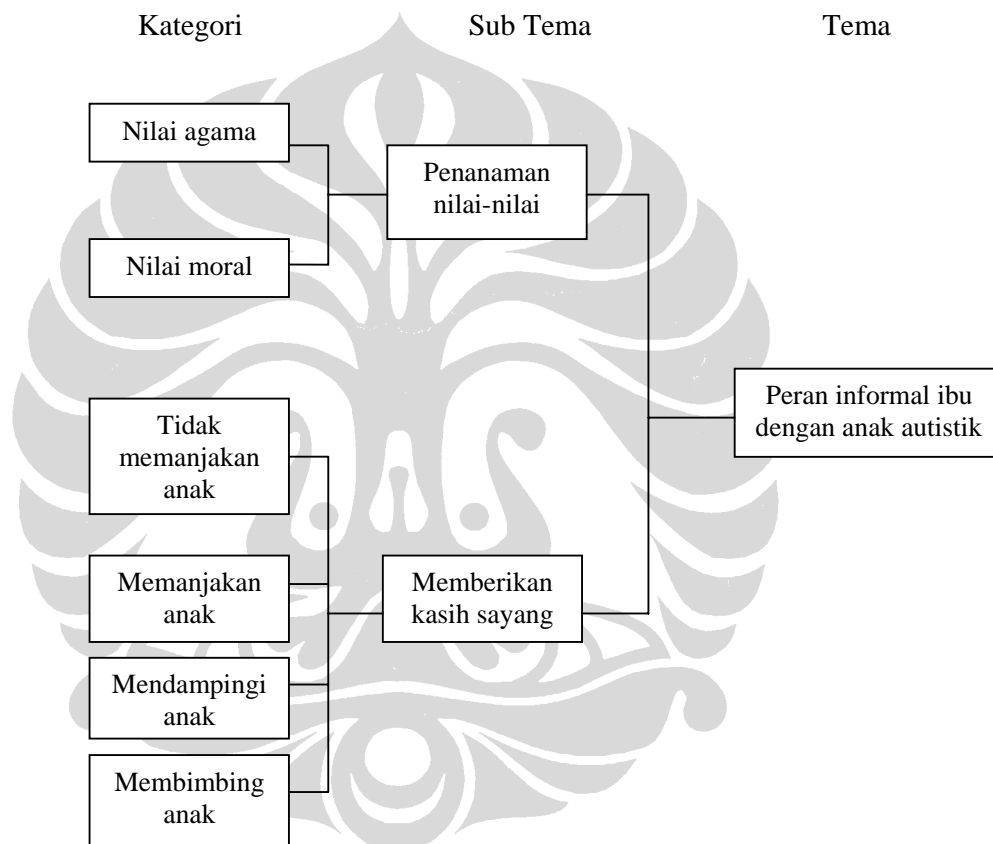 Kategori
Sub Tema
Tema
Nilai agama
Penanaman
nilai-nilai
Nilai moral
Peran informal ibu
dengan anak autistik
Tidak
memanjakan
anak
Memanjakan
anak
Memberikan
kasih sayang
Mendampingi
anak
Membimbing
anak